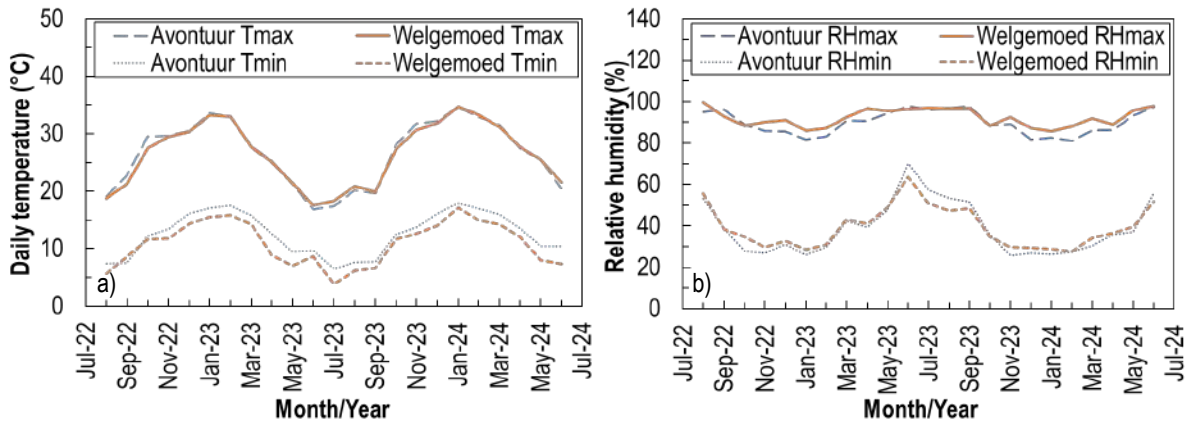 50
40
30
20
10
0
Daily temperature (°C)
Avontuur Tmax
Welgemoed Tmax
Avontuur Tmin
Welgemoed Tmin
a)
Jul-22
Sep-22
Nov-22
Jan-23
Mar-23
May-23
Jul-23
Sep-23
Nov-23
Jan-24
Mar-24
May-24
Jul-24
Month/Year
140
120
100
80
60
40
20
0
Relative humidity (%)
Avontuur RHmax
Welgemoed RHmax
Avontuur RHmin
Welgemoed RHmin
b)
Jul-22
Sep-22
Nov-22
Jan-23
Mar-23
May-23
Jul-23
Sep-23
Nov-23
Jan-24
Mar-24
May-24
Jul-24
Month/Year